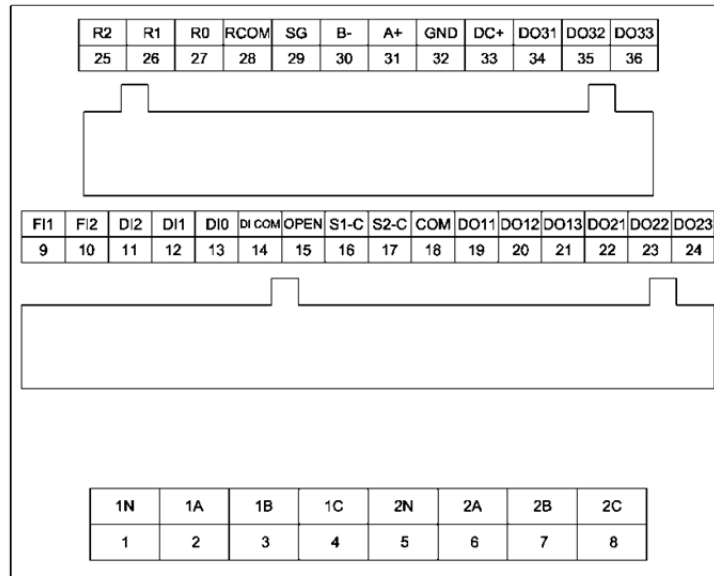 R2 R1 R0 RCOM SG B- A+ GND DC+ DO31 DO32 DO33
25 26 27 28 29 30 31 32 33 34 35 36
FI1 FI2 DI2 DI1 DI0 DI COM OPEN S1-C S2-C COM DO11 DO12 DO13 DO21 DO22 DO23
9 10 11 12 13 14 15 16 17 18 19 20 21 22 23 24
1N 1A 1B 1C 2N 2A 2B 2C
1 2 3 4 5 6 7 8